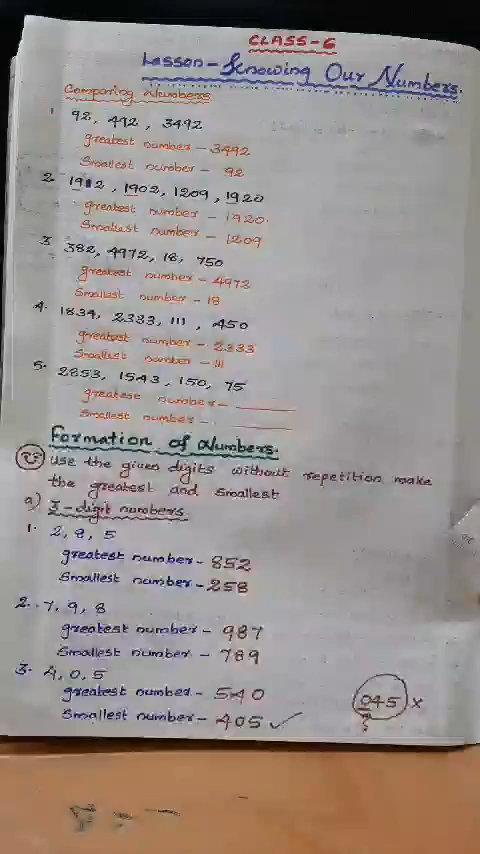 CLASS-6
Lesson-Knowing Our Numbers.
Comparing Numbers
1. 92, 492, 3492
greatest number - 3492
Smallest number - 92
2. 1912, 1902, 1209, 1920
greatest number - 1920.
Smallest number - 1209
3. 382, 4972, 18, 750
greatest number - 4972
Smallest number - 18
4. 1834, 2333, 111, 450
greatest number - 2333
Smallest number - 111
5. 2853, 1543, 150, 75
greatest number - ______
Smallest number - ______
Formation of Numbers.
use the given digits without repetition make
the greatest and smallest
a) 3-digit numbers
1. 2, 8, 5
greatest number - 852
Smallest number - 258
2. 7, 9, 8
greatest number - 987
Smallest number - 789
3. 4, 0, 5
greatest number - 540
Smallest number - 405 ✓
045 x
?